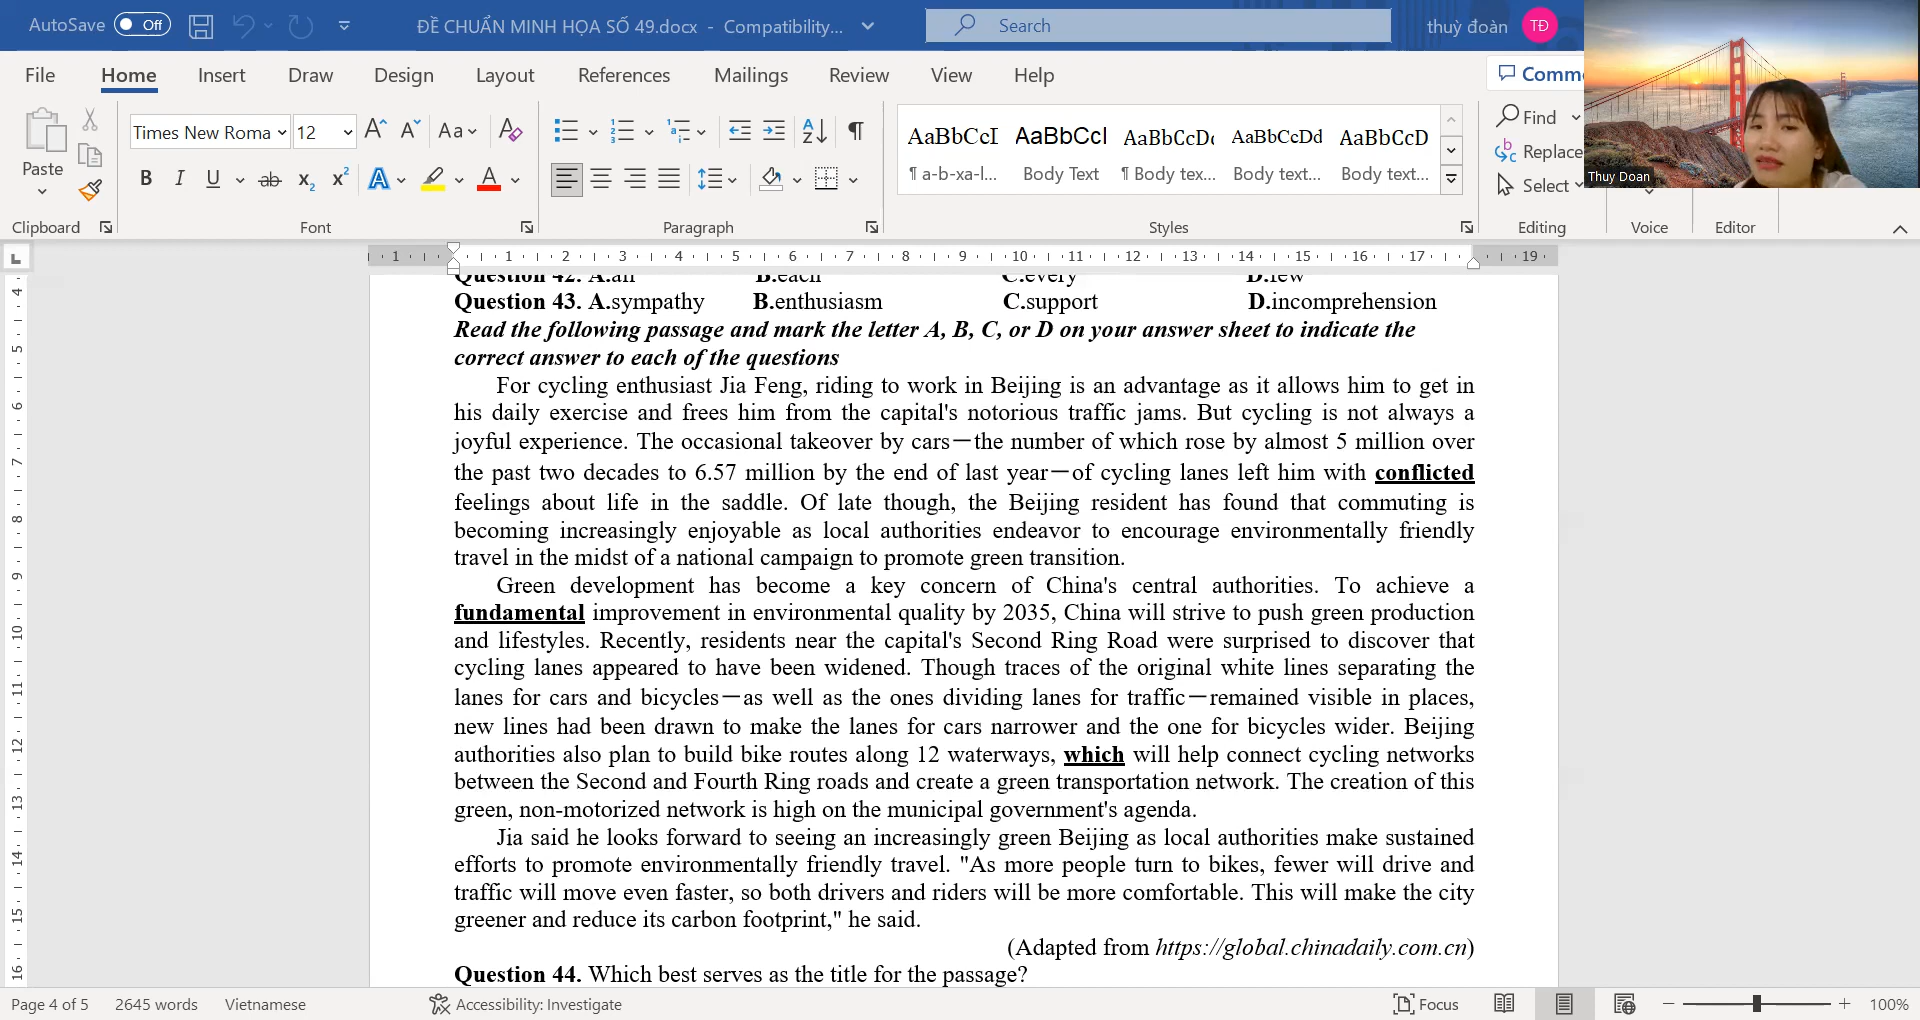 AutoSave Off ĐỀ CHUẨN MINH HỌA SỐ 49.docx - Compatibility... Search thuỳ đoàn TĐ
File Home Insert Draw Design Layout References Mailings Review View Help Comm
Times New Roma 12 Aa AaBbCcI AaBbCcI AaBbCcD AaBbCcDd AaBbCcD Find
Paste ¶ a-b-xa-l... Body Text ¶ Body tex... Body text... Body text... Replace
B I U ab Select
Thuy Doan
Clipboard Font Paragraph Styles Editing Voice Editor
1 1 2 3 4 5 6 7 8 9 10 11 12 13 14 15 16 17 19
Question 42. A.all B.each C.every D.few
Question 43. A.sympathy B.enthusiasm C.support D.incomprehension
Read the following passage and mark the letter A, B, C, or D on your answer sheet to indicate the
correct answer to each of the questions
For cycling enthusiast Jia Feng, riding to work in Beijing is an advantage as it allows him to get in
his daily exercise and frees him from the capital's notorious traffic jams. But cycling is not always a
joyful experience. The occasional takeover by cars—the number of which rose by almost 5 million over
the past two decades to 6.57 million by the end of last year—of cycling lanes left him with conflicted
feelings about life in the saddle. Of late though, the Beijing resident has found that commuting is
becoming increasingly enjoyable as local authorities endeavor to encourage environmentally friendly
travel in the midst of a national campaign to promote green transition.
Green development has become a key concern of China's central authorities. To achieve a
fundamental improvement in environmental quality by 2035, China will strive to push green production
and lifestyles. Recently, residents near the capital's Second Ring Road were surprised to discover that
cycling lanes appeared to have been widened. Though traces of the original white lines separating the
lanes for cars and bicycles—as well as the ones dividing lanes for traffic—remained visible in places,
new lines had been drawn to make the lanes for cars narrower and the one for bicycles wider. Beijing
authorities also plan to build bike routes along 12 waterways, which will help connect cycling networks
between the Second and Fourth Ring roads and create a green transportation network. The creation of this
green, non-motorized network is high on the municipal government's agenda.
Jia said he looks forward to seeing an increasingly green Beijing as local authorities make sustained
efforts to promote environmentally friendly travel. "As more people turn to bikes, fewer will drive and
traffic will move even faster, so both drivers and riders will be more comfortable. This will make the city
greener and reduce its carbon footprint," he said.
(Adapted from https://global.chinadaily.com.cn)
Question 44. Which best serves as the title for the passage?
Page 4 of 5 2645 words Vietnamese Accessibility: Investigate Focus 100%